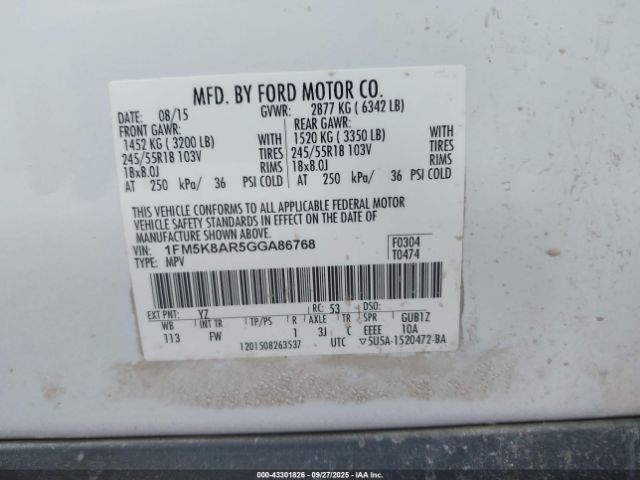 MFD. BY FORD MOTOR CO.
DATE: 08/15 GVWR: 2877 KG ( 6342 LB)
FRONT GAWR: REAR GAWR:
1452 KG ( 3200 LB) WITH 1520 KG ( 3350 LB) WITH
245/55R18 103V TIRES 245/55R18 103V TIRES
18x8.0J RIMS 18x8.0J RIMS
AT 250 kPa/ 36 PSI COLD AT 250 kPa/ 36 PSI COLD
THIS VEHICLE CONFORMS TO ALL APPLICABLE FEDERAL MOTOR
VEHICLE SAFETY STANDARDS IN EFFECT ON THE DATE OF
MANUFACTURE SHOWN ABOVE.
VIN: 1FM5K8AR5GGA86768 F0304
TYPE: MPV T0474
EXT PNT: YZ RC: 53 DSO:
WB INT TR TP/PS R AXLE TR SPR GUB1Z
113 FW 1 3J C EEEE 10A
1201508263537 UTC ▽5U5A-1520472-BA
000-43301826 - 09/27/2025 - IAA, Inc.